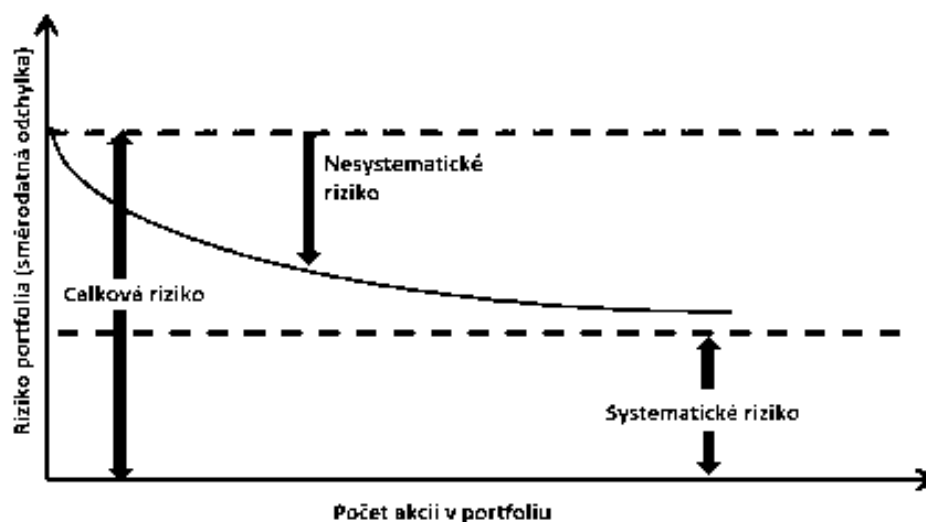 Riziko portfolia (směrodatná odchylka)
Nesystematické
riziko
Celková riziko
Systematické riziko
Počet akcií v portfoliu